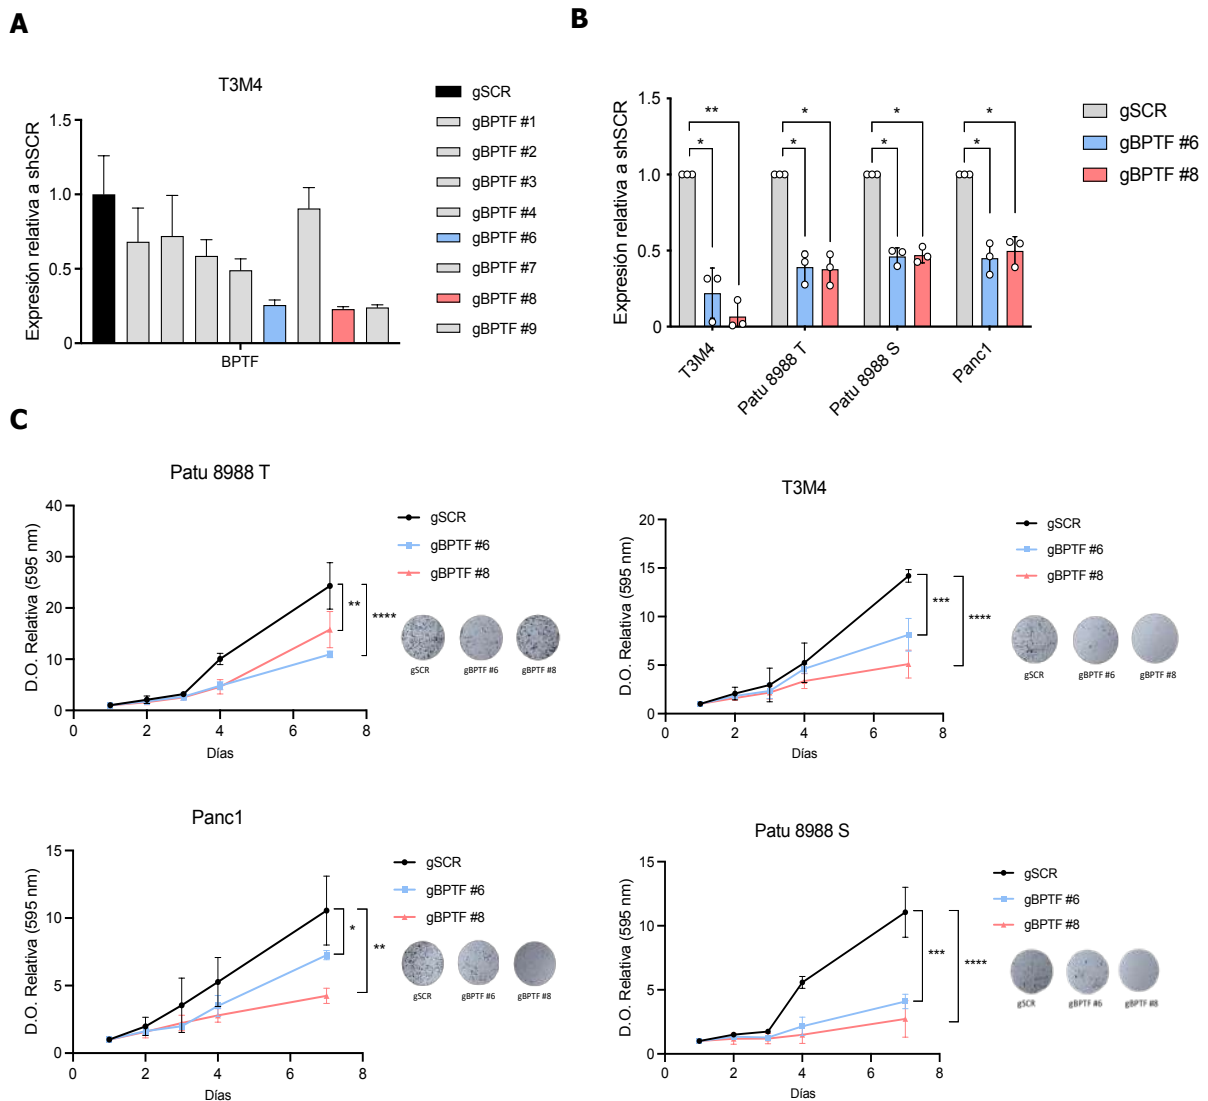 A
T3M4
Expresión relativa a shSCR
1.5
1.0
0.5
0
BPTF
gSCR
gBPTF #1
gBPTF #2
gBPTF #3
gBPTF #4
gBPTF #6
gBPTF #7
gBPTF #8
gBPTF #9
B
Expresión relativa a shSCR
1.5
1.0
0.5
0
** * * *
* * * *
T3M4
Patu 8988 T
Patu 8988 S
Panc1
gSCR
gBPTF #6
gBPTF #8
C
Patu 8988 T
D.O. Relativa (595 nm)
40
30
20
10
0
0 2 4 6 8
Días
gSCR
gBPTF #6
gBPTF #8
** ****
gSCR gBPTF #6 gBPTF #8
T3M4
D.O. Relativa (595 nm)
20
15
10
5
0
0 2 4 6 8
Días
gSCR
gBPTF #6
gBPTF #8
*** ****
gSCR gBPTF #6 gBPTF #8
Panc1
D.O. Relativa (595 nm)
15
10
5
0
0 2 4 6 8
Días
gSCR
gBPTF #6
gBPTF #8
* **
gSCR gBPTF #6 gBPTF #8
Patu 8988 S
D.O. Relativa (595 nm)
15
10
5
0
0 2 4 6 8
Días
gSCR
gBPTF #6
gBPTF #8
*** ****
gSCR gBPTF #6 gBPTF #8